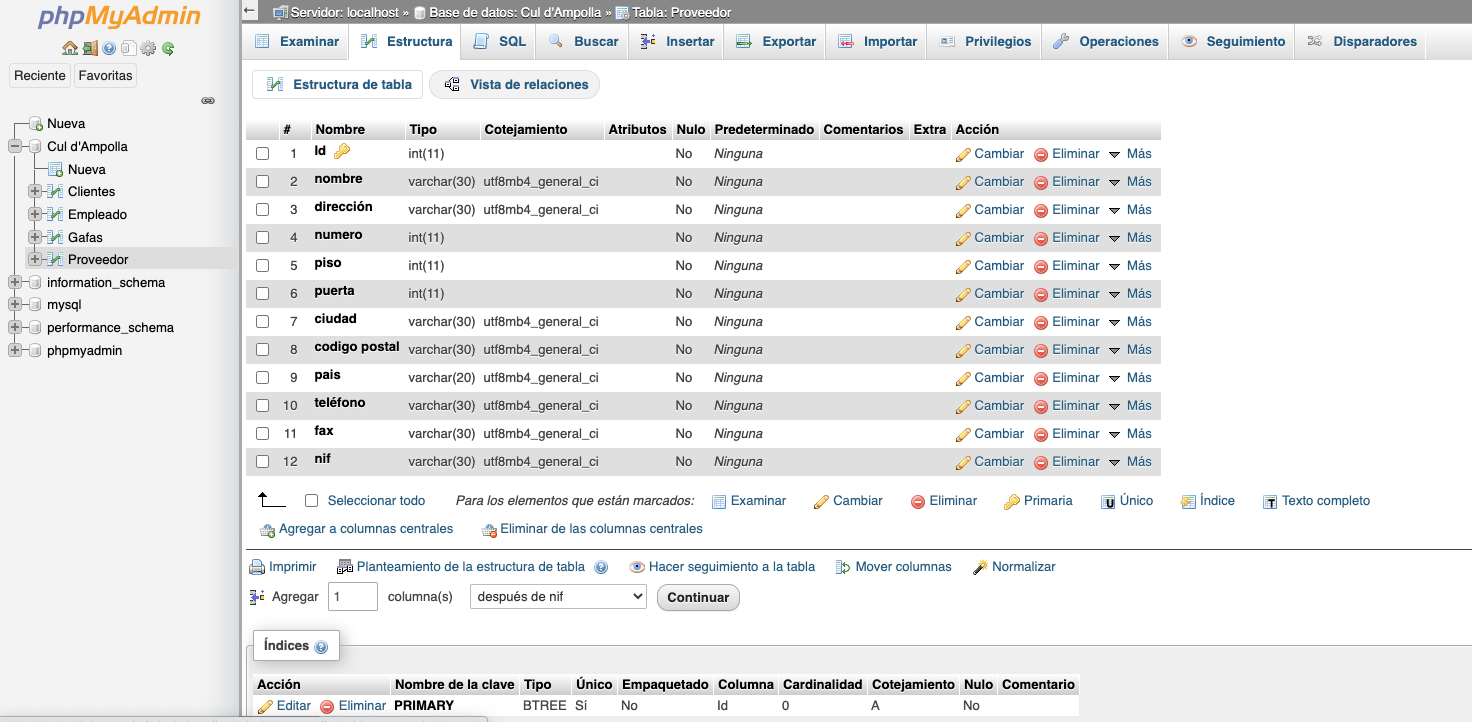 phpMyAdmin
Reciente Favoritas
Nueva
Cul d'Ampolla
Nueva
Clientes
Empleado
Gafas
Proveedor
information_schema
mysql
performance_schema
phpmyadmin
Servidor: localhost » Base de datos: Cul d'Ampolla » Tabla: Proveedor
Examinar Estructura SQL Buscar Insertar Exportar Importar Privilegios Operaciones Seguimiento Disparadores
Estructura de tabla Vista de relaciones
# Nombre Tipo Cotejamiento Atributos Nulo Predeterminado Comentarios Extra Acción
1 Id int(11) No Ninguna Cambiar Eliminar Más
2 nombre varchar(30) utf8mb4_general_ci No Ninguna Cambiar Eliminar Más
3 dirección varchar(30) utf8mb4_general_ci No Ninguna Cambiar Eliminar Más
4 numero int(11) No Ninguna Cambiar Eliminar Más
5 piso int(11) No Ninguna Cambiar Eliminar Más
6 puerta int(11) No Ninguna Cambiar Eliminar Más
7 ciudad varchar(30) utf8mb4_general_ci No Ninguna Cambiar Eliminar Más
8 codigo postal varchar(30) utf8mb4_general_ci No Ninguna Cambiar Eliminar Más
9 pais varchar(20) utf8mb4_general_ci No Ninguna Cambiar Eliminar Más
10 teléfono varchar(30) utf8mb4_general_ci No Ninguna Cambiar Eliminar Más
11 fax varchar(30) utf8mb4_general_ci No Ninguna Cambiar Eliminar Más
12 nif varchar(30) utf8mb4_general_ci No Ninguna Cambiar Eliminar Más
Seleccionar todo Para los elementos que están marcados: Examinar Cambiar Eliminar Primaria Único Índice Texto completo
Agregar a columnas centrales Eliminar de las columnas centrales
Imprimir Planteamiento de la estructura de tabla Hacer seguimiento a la tabla Mover columnas Normalizar
Agregar 1 columna(s) después de nif Continuar
Índices
Acción Nombre de la clave Tipo Único Empaquetado Columna Cardinalidad Cotejamiento Nulo Comentario
Editar Eliminar PRIMARY BTREE Sí No Id 0 A No